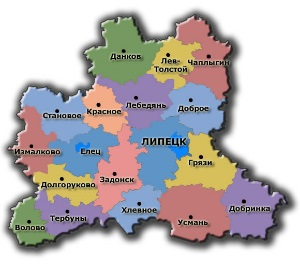 Данков
Лев-
Толстой
Чаплыгин
Становое
Красное
Лебедянь
Доброе
Измалково
Елец
ЛИПЕЦК
Грязи
Долгоруково
Задонск
Волово
Тербуны
Хлевное
Усмань
Добринка